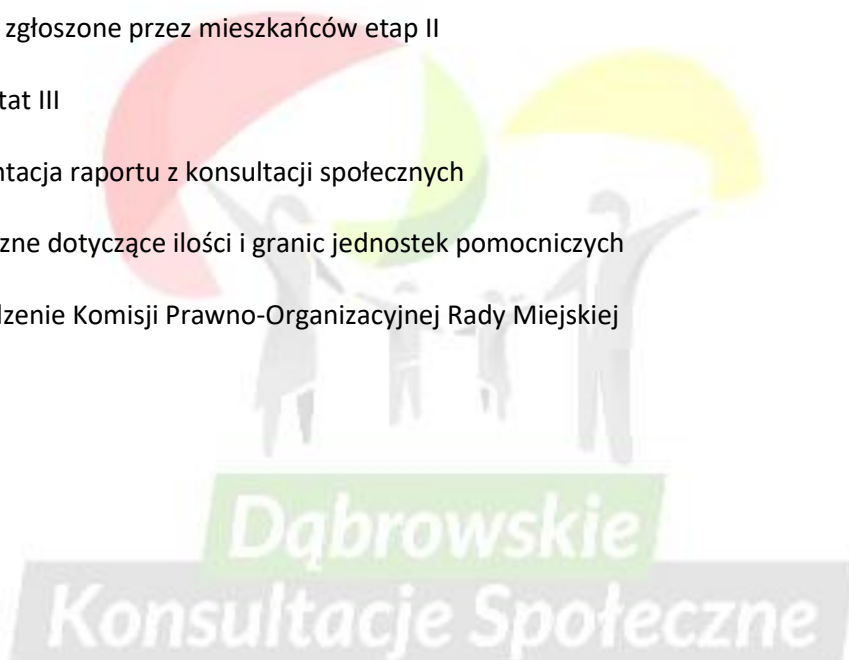 zgłoszone przez mieszkańców etap II
tat III
ntacja raportu z konsultacji społecznych
zne dotyczące ilości i granic jednostek pomocniczych
dzenie Komisji Prawno-Organizacyjnej Rady Miejskiej
Dąbrowskie
Konsultacje Społeczne